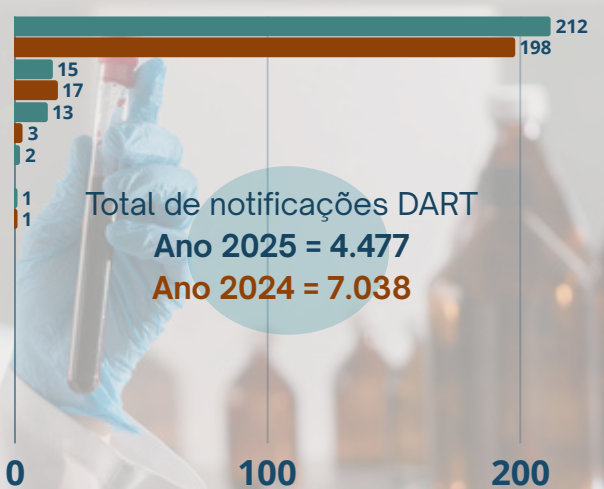 212
198
15
17
13
3
2
1
1
Total de notificações DART
Ano 2025 = 4.477
Ano 2024 = 7.038
0 100 200